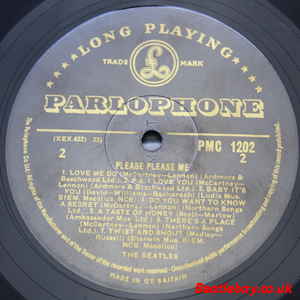 LONG PLAYING
TRADE MARK
PARLOPHONE
(XEX.422) 33⅓ PMC 1202
2 2
PLEASE PLEASE ME
1. LOVE ME DO (McCartney—Lennon) (Ardmore &
Beechwood Ltd.) 2. P.S. I LOVE YOU (McCartney-
Lennon) (Ardmore & Beechwood Ltd.) 3. BABY IT'S
YOU (David—Williams—Bacharach) (Ludix Music
BIEM. Mecolico. NCB) 4. DO YOU WANT TO KNOW
A SECRET (McCartney—Lennon) (Northern Songs
Ltd.) 5. A TASTE OF HONEY (Scott—Marlow)
(Ambassador Mus. Ltd.) 6. THERE'S A PLACE
(McCartney—Lennon) (Northern Songs
Ltd.) 7. TWIST AND SHOUT (Medley—
Russell) (Sherwin Mus. BIEM.
NCB. Mecolico)
THE BEATLES
MADE IN GT. BRITAIN
Benniebay.co.uk